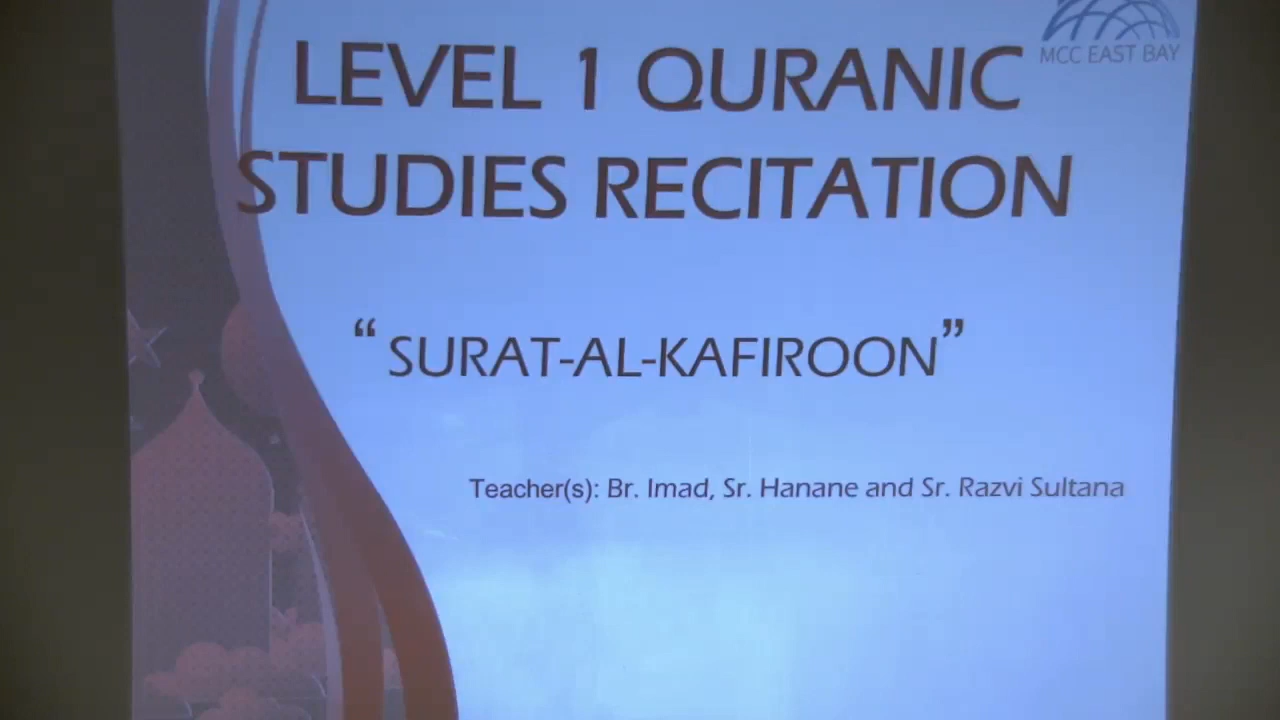 MCC EAST BAY
LEVEL 1 QURANIC
STUDIES RECITATION
“SURAT-AL-KAFIROON”
Teacher(s): Br. Imad, Sr. Hanane and Sr. Razvi Sultana